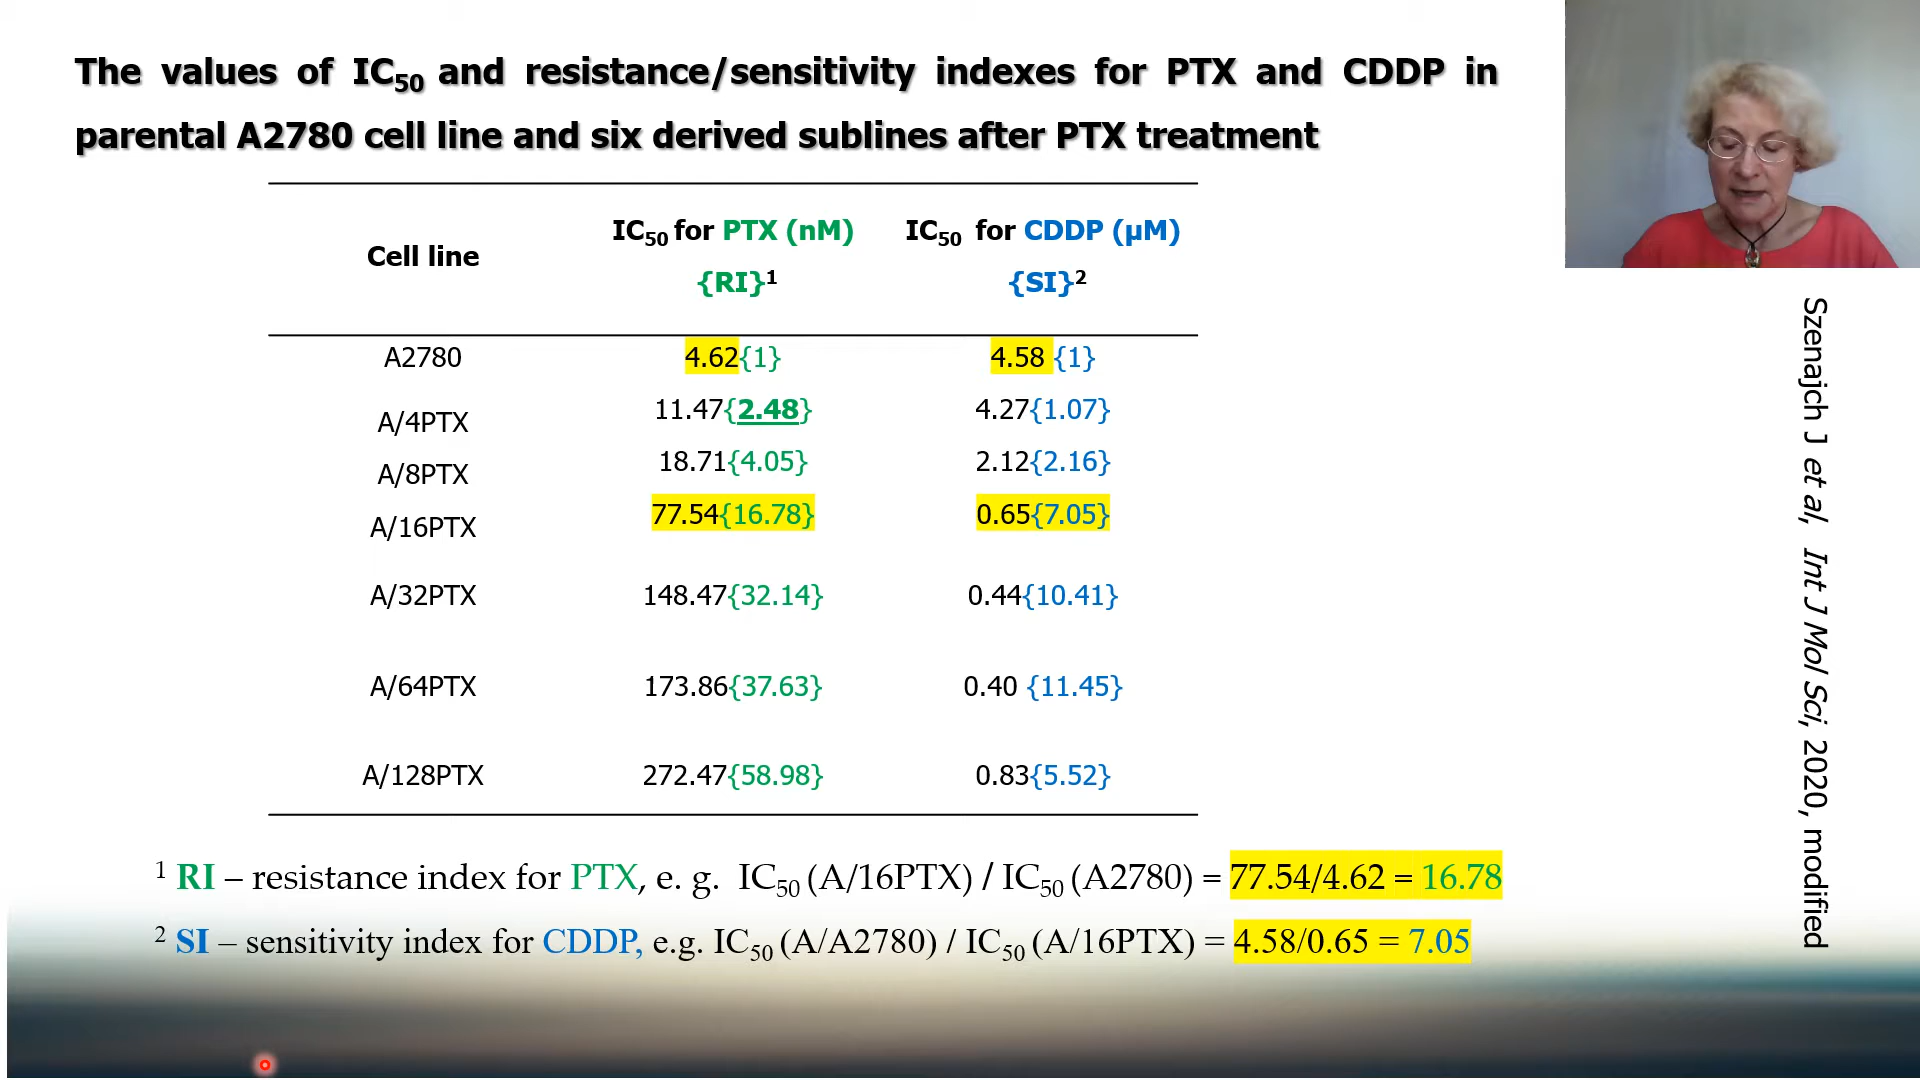 The values of IC50 and resistance/sensitivity indexes for PTX and CDDP in
parental A2780 cell line and six derived sublines after PTX treatment
Cell line
IC50 for PTX (nM)
{RI}1
IC50 for CDDP (µM)
{SI}2
A2780 4.62{1} 4.58 {1}
A/4PTX 11.47{2.48} 4.27{1.07}
A/8PTX 18.71{4.05} 2.12{2.16}
A/16PTX 77.54{16.78} 0.65{7.05}
A/32PTX 148.47{32.14} 0.44{10.41}
A/64PTX 173.86{37.63} 0.40 {11.45}
A/128PTX 272.47{58.98} 0.83{5.52}
1 RI – resistance index for PTX, e. g. IC50 (A/16PTX) / IC50 (A2780) = 77.54/4.62 = 16.78
2 SI – sensitivity index for CDDP, e.g. IC50 (A/A2780) / IC50 (A/16PTX) = 4.58/0.65 = 7.05
Szenajch J et al, Int J Mol Sci, 2020, modified